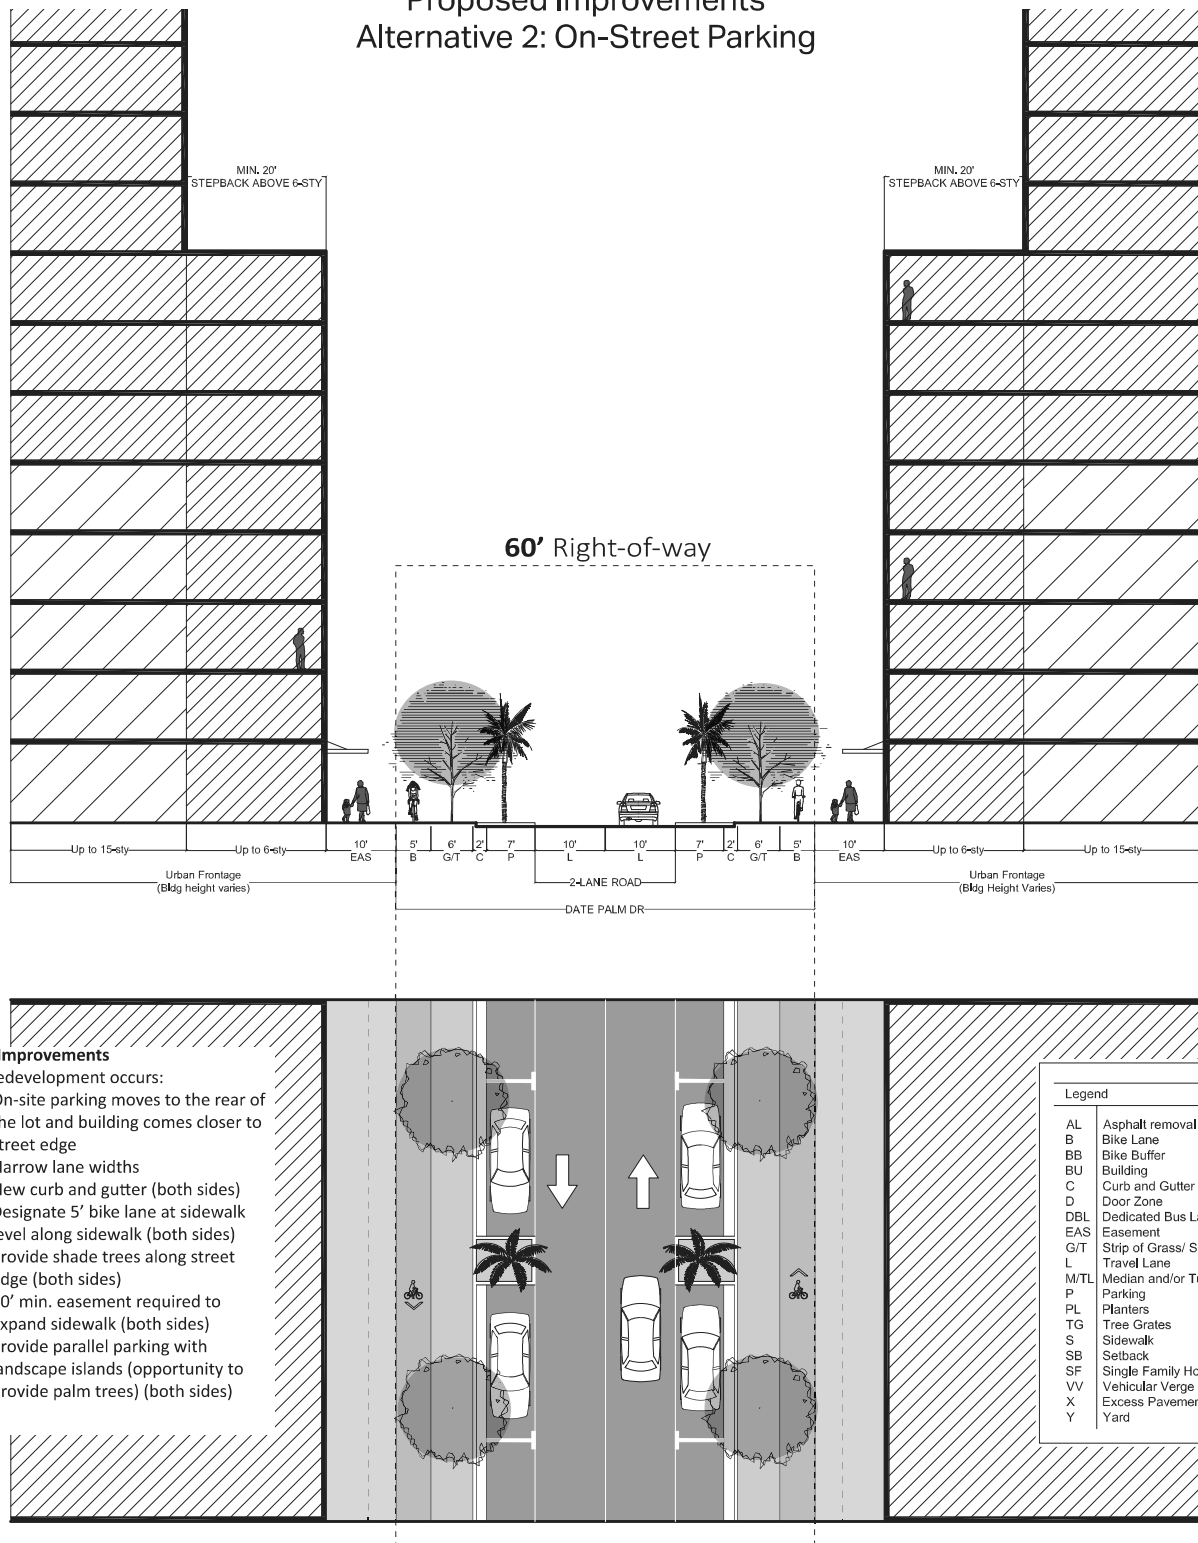 Proposed Improvements
Alternative 2: On-Street Parking
MIN. 20'
STEPBACK ABOVE 6-STY
MIN. 20'
STEPBACK ABOVE 6-STY
60' Right-of-way
Up to 15-sty
Up to 6-sty
10'
EAS
5'
B
6'
G/T
2'
C
7'
P
10'
L
10'
L
7'
P
2'
C
6'
G/T
5'
B
10'
EAS
Up to 6-sty
Up to 15-sty
Urban Frontage
(Bldg height varies)
2-LANE ROAD
Urban Frontage
(Bldg Height Varies)
DATE PALM DR
Improvements
edevelopment occurs:
On-site parking moves to the rear of
he lot and building comes closer to
treet edge
Narrow lane widths
New curb and gutter (both sides)
Designate 5' bike lane at sidewalk
evel along sidewalk (both sides)
rovide shade trees along street
dge (both sides)
0' min. easement required to
xpand sidewalk (both sides)
rovide parallel parking with
andscape islands (opportunity to
rovide palm trees) (both sides)
Legend
AL Asphalt removal
B Bike Lane
BB Bike Buffer
BU Building
C Curb and Gutter
D Door Zone
DBL Dedicated Bus La
EAS Easement
G/T Strip of Grass/ S
L Travel Lane
M/TL Median and/or Tu
P Parking
PL Planters
TG Tree Grates
S Sidewalk
SB Setback
SF Single Family Ho
VV Vehicular Verge
X Excess Pavemen
Y Yard